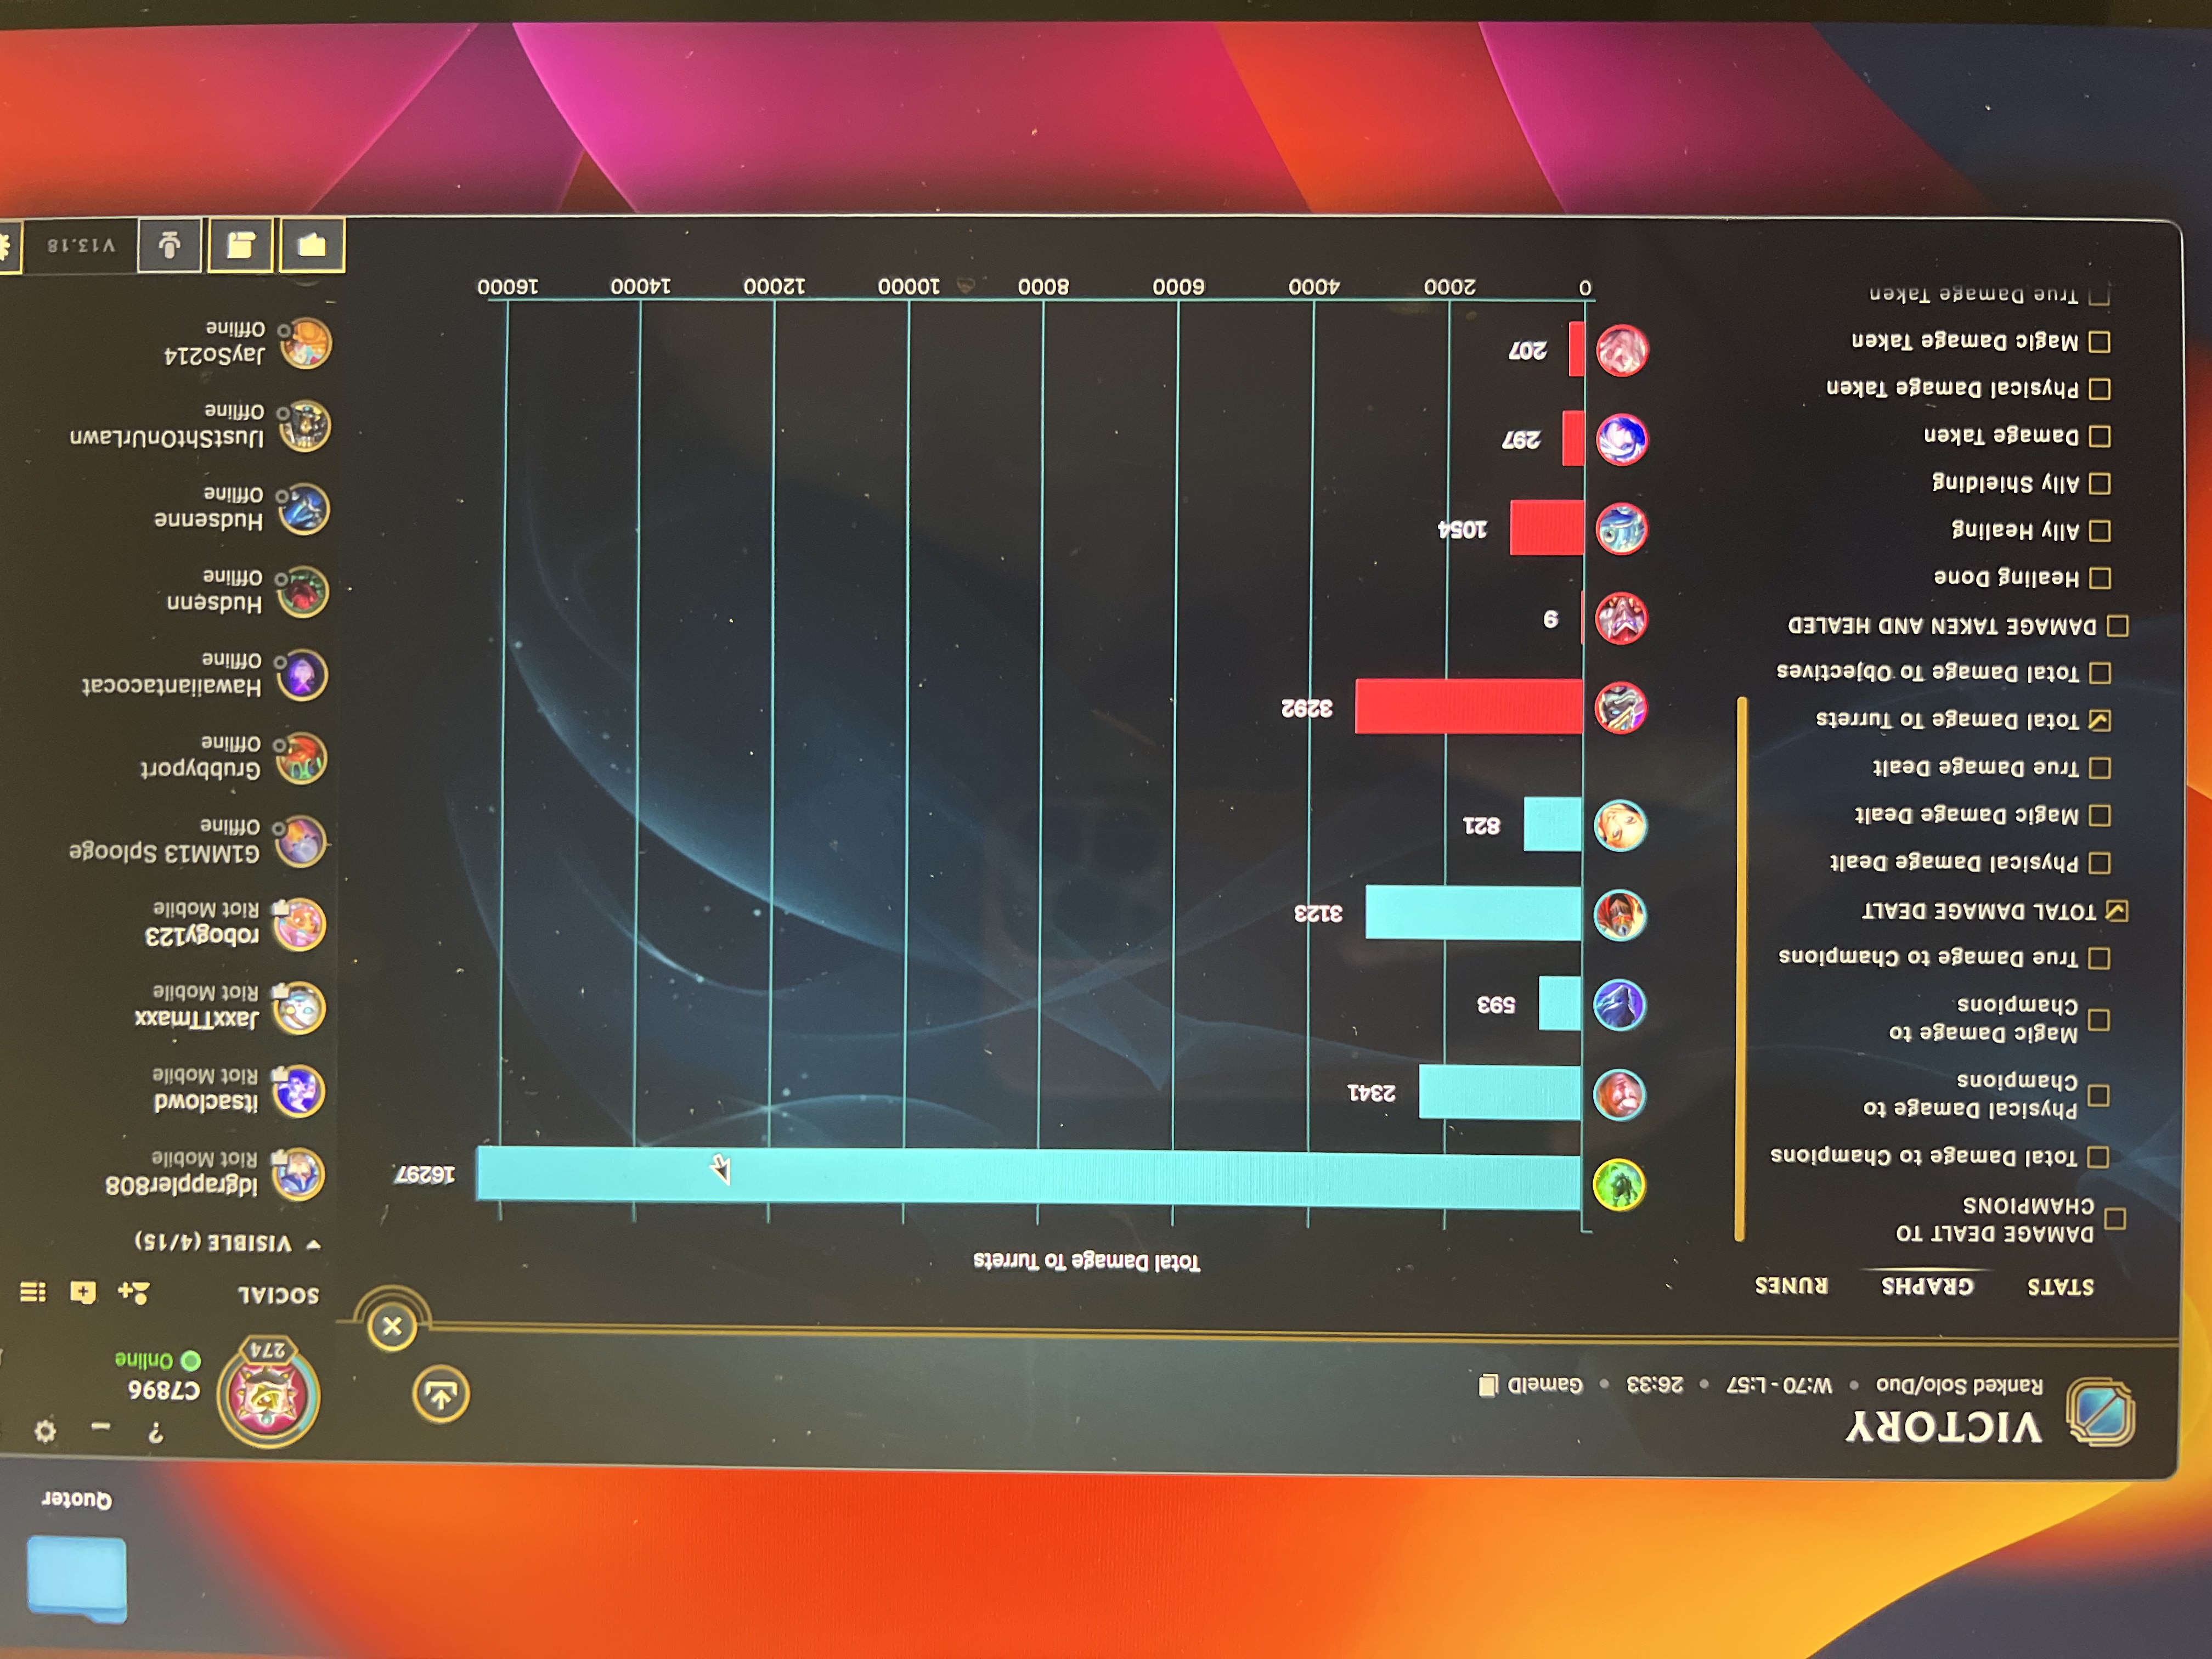 Quoter
VICTORY
Ranked Solo/Duo • W:70 - L:57 • 26:33 • GameID
?
C7896
Online
274
STATS GRAPHS RUNES
DAMAGE DEALT TO
CHAMPIONS
Total Damage to Champions
Physical Damage to
Champions
Magic Damage to
Champions
True Damage to Champions
TOTAL DAMAGE DEALT
Physical Damage Dealt
Magic Damage Dealt
True Damage Dealt
Total Damage To Turrets
Total Damage To Objectives
DAMAGE TAKEN AND HEALED
Healing Done
Ally Healing
Ally Shielding
Damage Taken
Physical Damage Taken
Magic Damage Taken
True Damage Taken
Total Damage To Turrets
16297
2341
593
3123
821
3292
9
1054
297
207
0 2000 4000 6000 8000 10000 12000 14000 16000
SOCIAL
VISIBLE (4/15)
idgrappler808
Riot Mobile
itsaclowd
Riot Mobile
JaxxTTmaxx
Riot Mobile
robogy123
Riot Mobile
G1MM13 Splooge
Offline
Grubbyport
Offline
Hawaiiantacocat
Offline
Hudsenn
Offline
Hudsenne
Offline
IJustShtOnUrLawn
Offline
JaySo214
Offline
V13.18